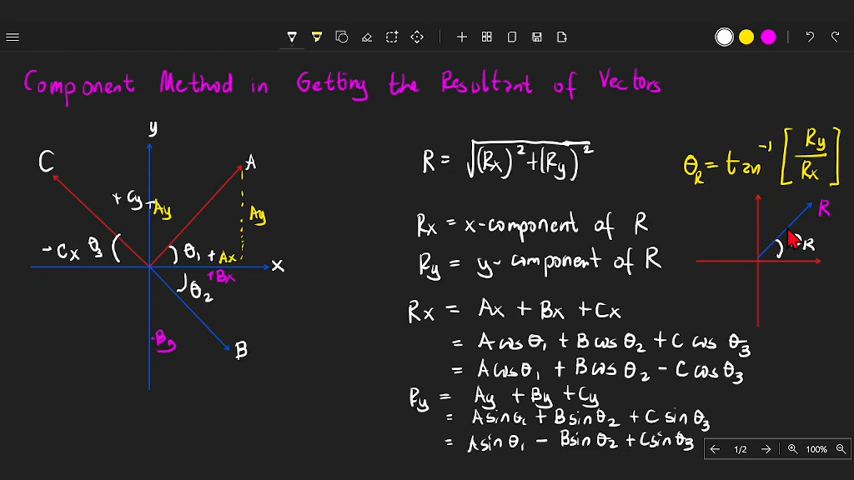 Component Method in Getting the Resultant of Vectors
y
C
A
+ Cy
+ Ay
Ay
- Cx
θ3
θ1
+ Ax
x
+ Bx
θ2
- By
B
R = √(Rx)² + (Ry)²
Rx = x-component of R
Ry = y-component of R
Rx = Ax + Bx + Cx
= A cos θ1 + B cos θ2 + C cos θ3
= A cos θ1 + B cos θ2 - C cos θ3
Ry = Ay + By + Cy
= A sin θ1 + B sin θ2 + C sin θ3
= A sin θ1 - B sin θ2 + C sin θ3
θR = tan⁻¹ [Ry/Rx]
R
θR
1/2
100%